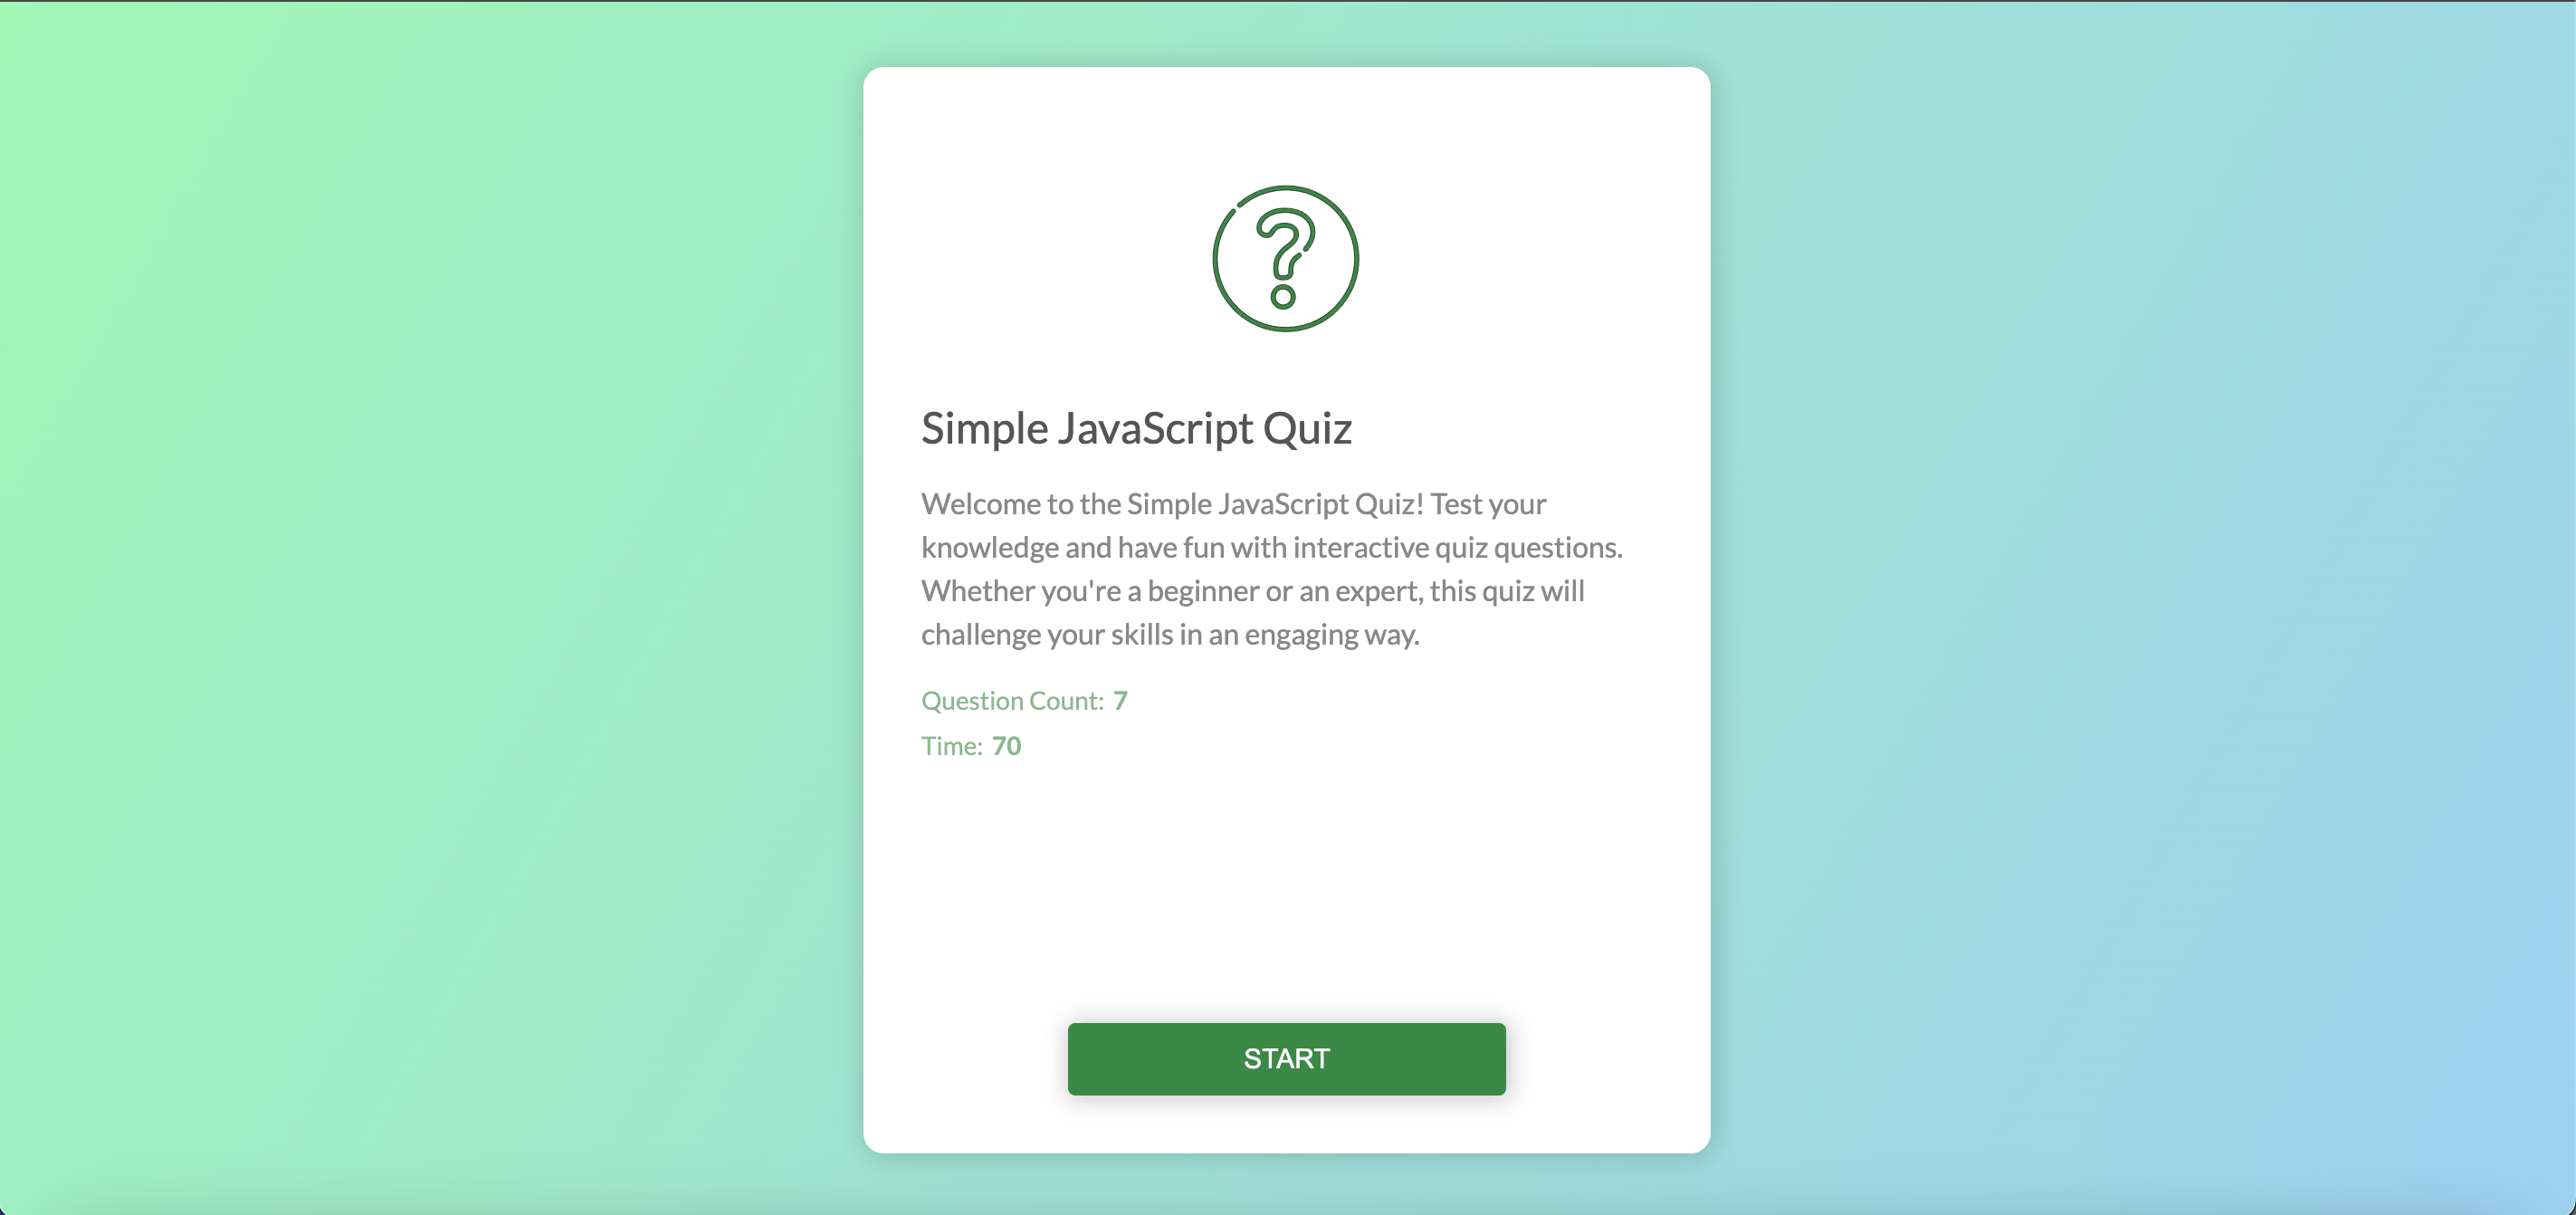 Simple JavaScript Quiz
Welcome to the Simple JavaScript Quiz! Test your
knowledge and have fun with interactive quiz questions.
Whether you're a beginner or an expert, this quiz will
challenge your skills in an engaging way.
Question Count: 7
Time: 70
START